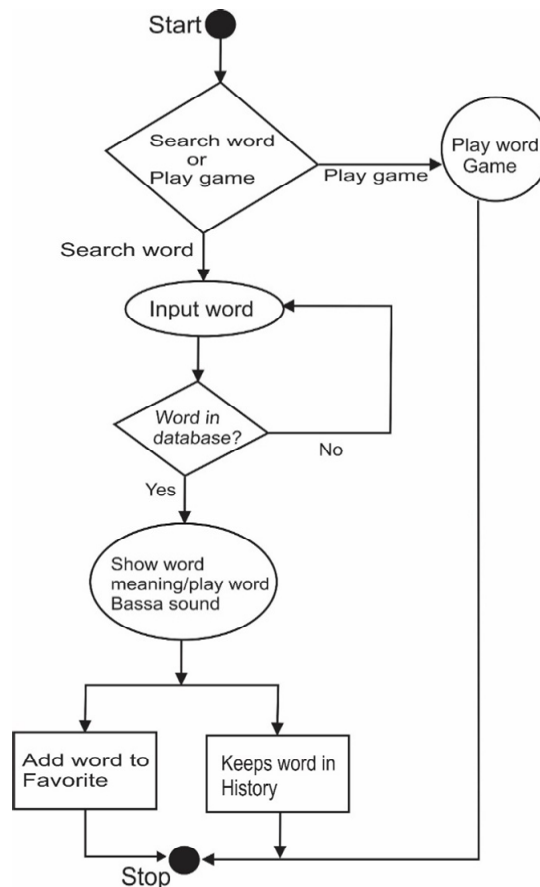 Start
Search word
or
Play game
Play game
Play word
Game
Search word
Input word
Word in
database?
No
Yes
Show word
meaning/play word
Bassa sound
Add word to
Favorite
Keeps word in
History
Stop